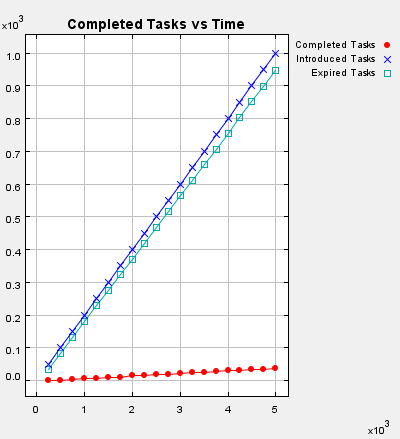 Completed Tasks vs Time
x10³
Completed Tasks
Introduced Tasks
Expired Tasks
1.0
0.9
0.8
0.7
0.6
0.5
0.4
0.3
0.2
0.1
0.0
0 1 2 3 4 5
x10³